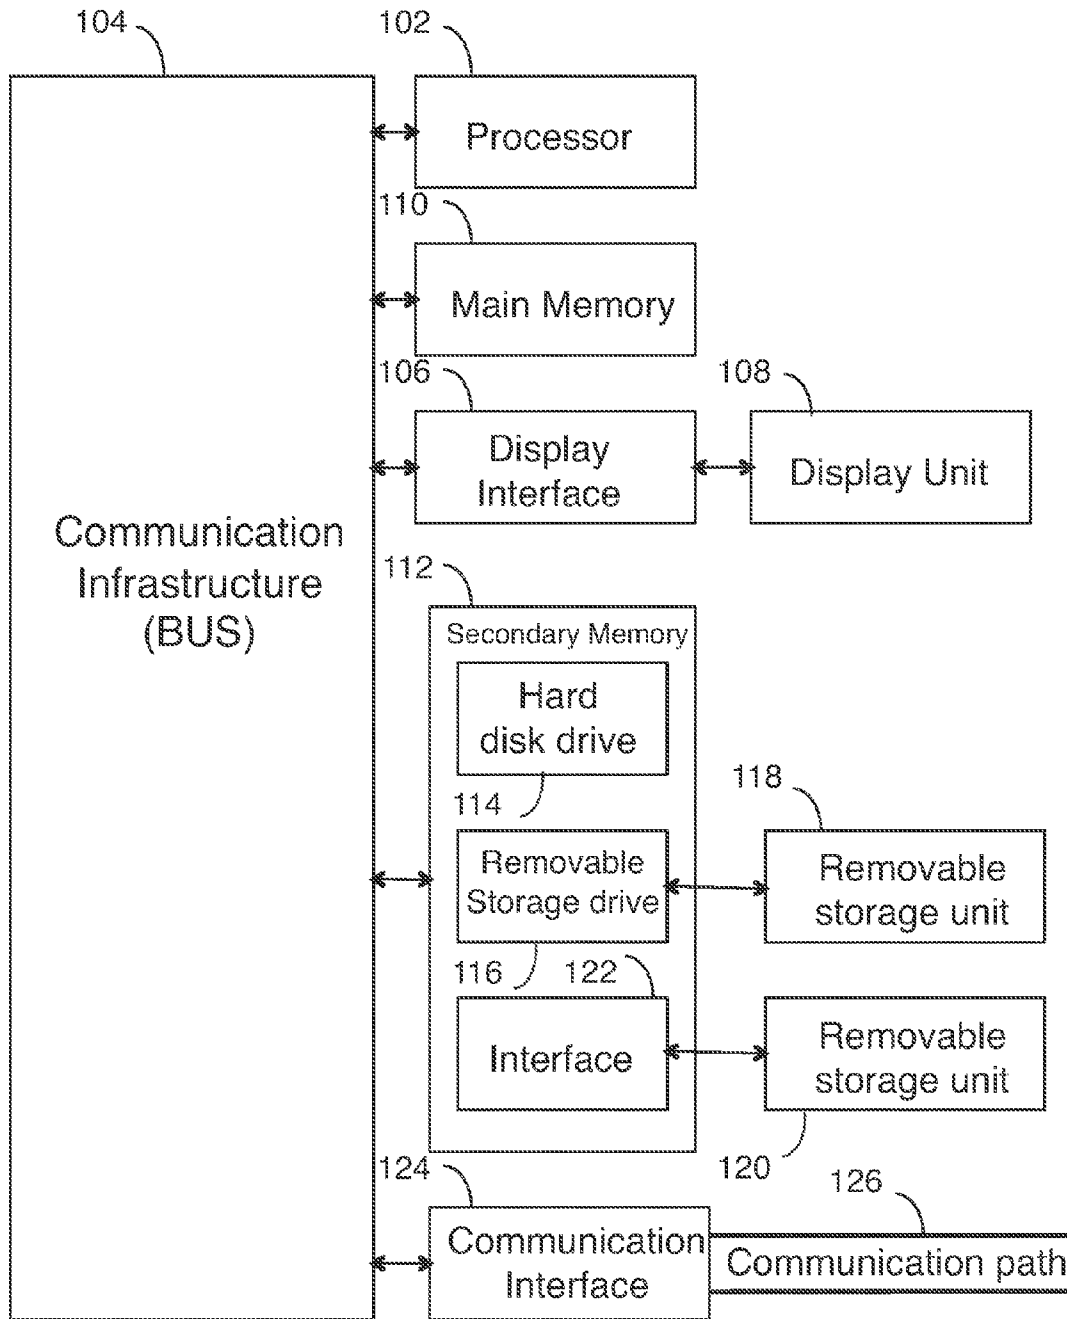 104
102
Processor
110
Main Memory
106
108
Display
Interface
Display Unit
Communication
Infrastructure
(BUS)
112
Secondary Memory
Hard
disk drive
114
118
Removable
Storage drive
Removable
storage unit
116
122
Interface
Removable
storage unit
120
124
126
Communication
Interface
Communication path